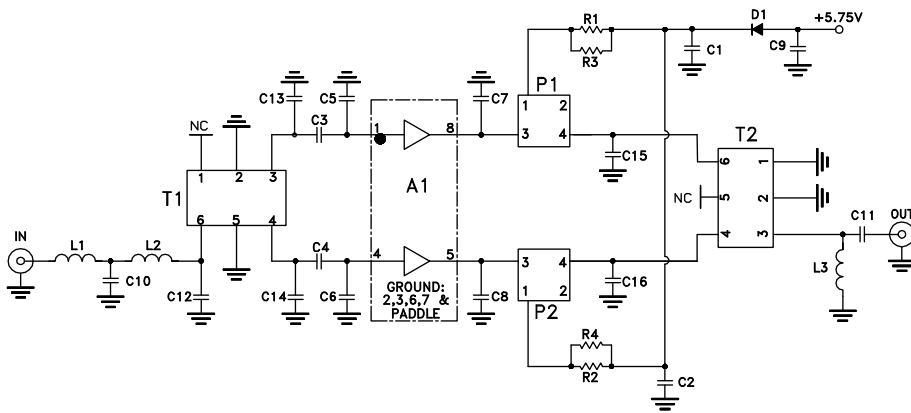 R1
D1
+5.75V
R3
C1
C9
C13
C5
C7
P1
1 2
3 4
NC
C3
1
8
T2
C15
6 1
5 2
4 3
NC
1 2 3
T1
6 5 4
A1
C11
OUT
IN
L1
L2
C4
4
5
3 4
1 2
P2
L3
C10
C12
C14
C6
GROUND:
2,3,6,7 &
PADDLE
C8
C16
R4
R2
C2